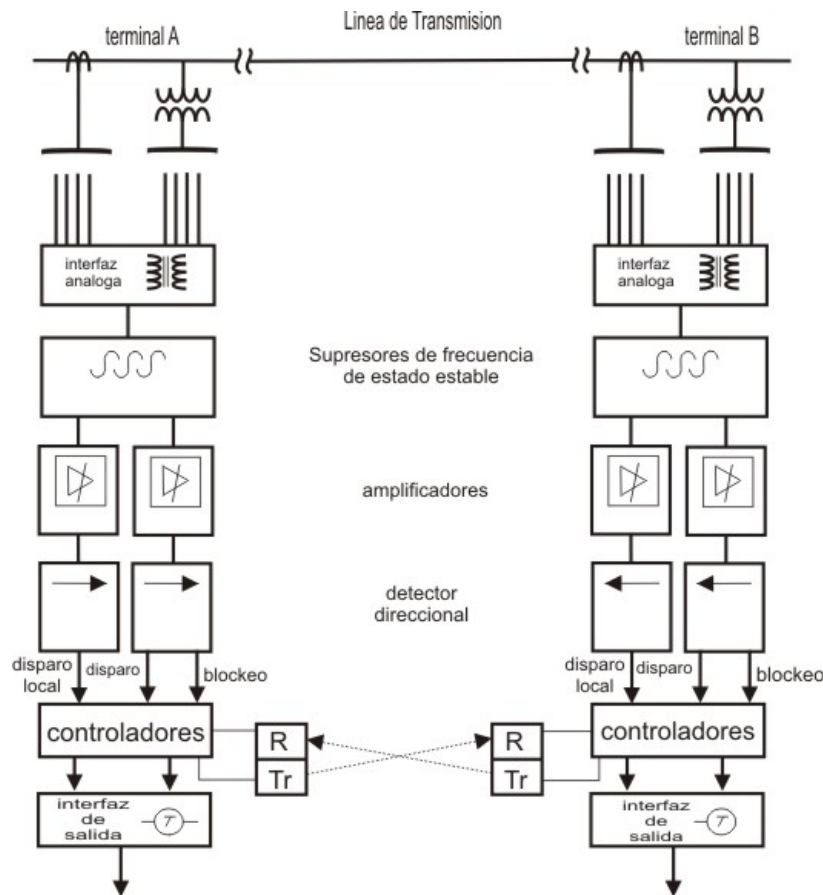 Linea de Transmision
terminal A
terminal B
interfaz
analoga
interfaz
analoga
Supresores de frecuencia
de estado estable
amplificadores
detector
direccional
disparo
local
disparo
blockeo
disparo
local
disparo
blockeo
controladores
R
Tr
R
Tr
controladores
interfaz
de
salida
T
interfaz
de
salida
T